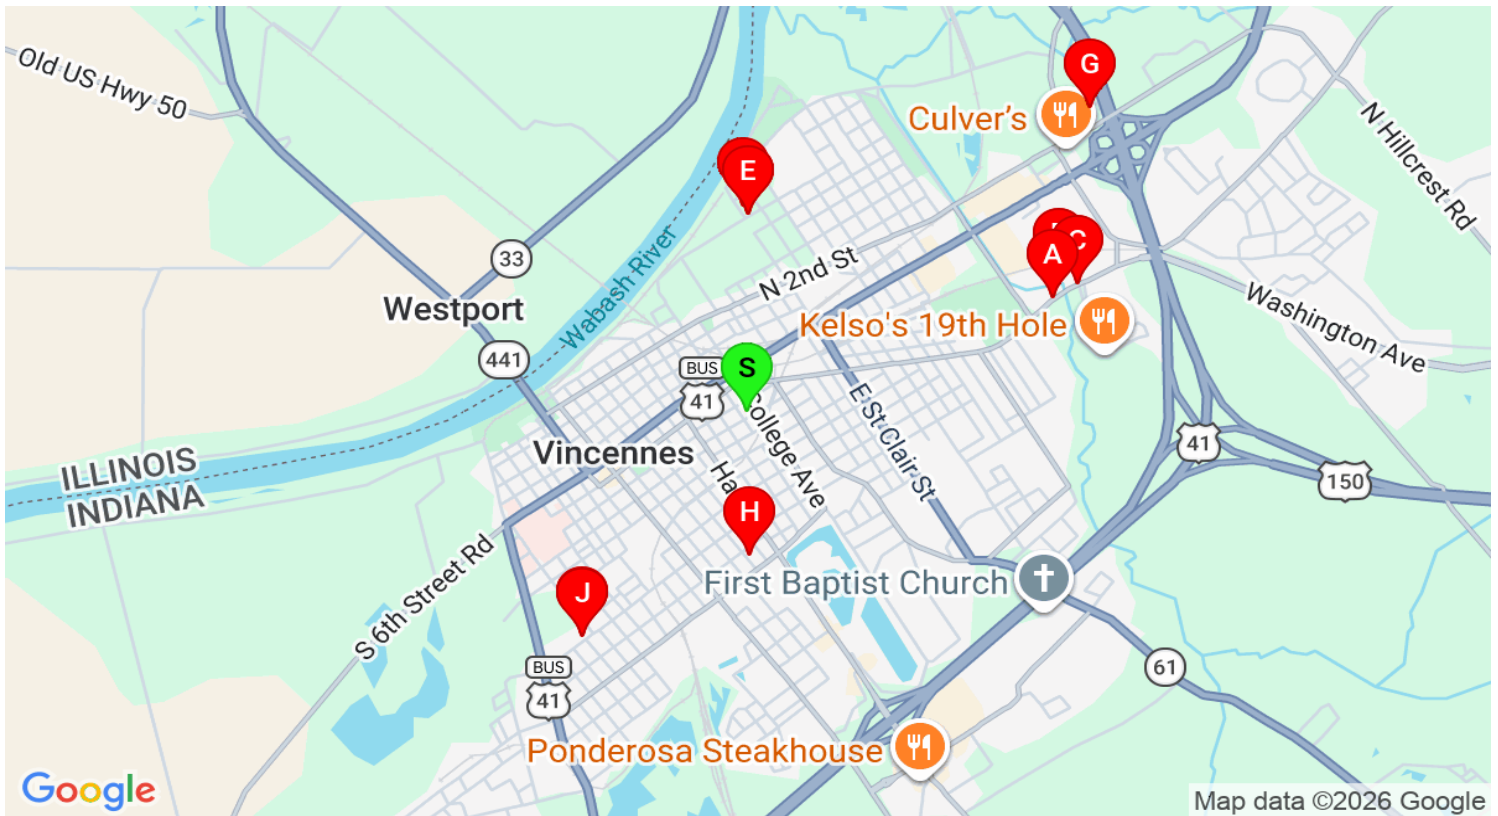 Old US Hwy 50
G
Culver's
N Hillcrest Rd
E
33
Wabash River
N 2nd St
C
A
Westport
Kelso's 19th Hole
Washington Ave
441
BUS
41
S
College Ave
E St Clair St
Vincennes
41
ILLINOIS
INDIANA
150
H
S 6th Street Rd
First Baptist Church
J
BUS
41
61
Ponderosa Steakhouse
Google
Map data ©2026 Google